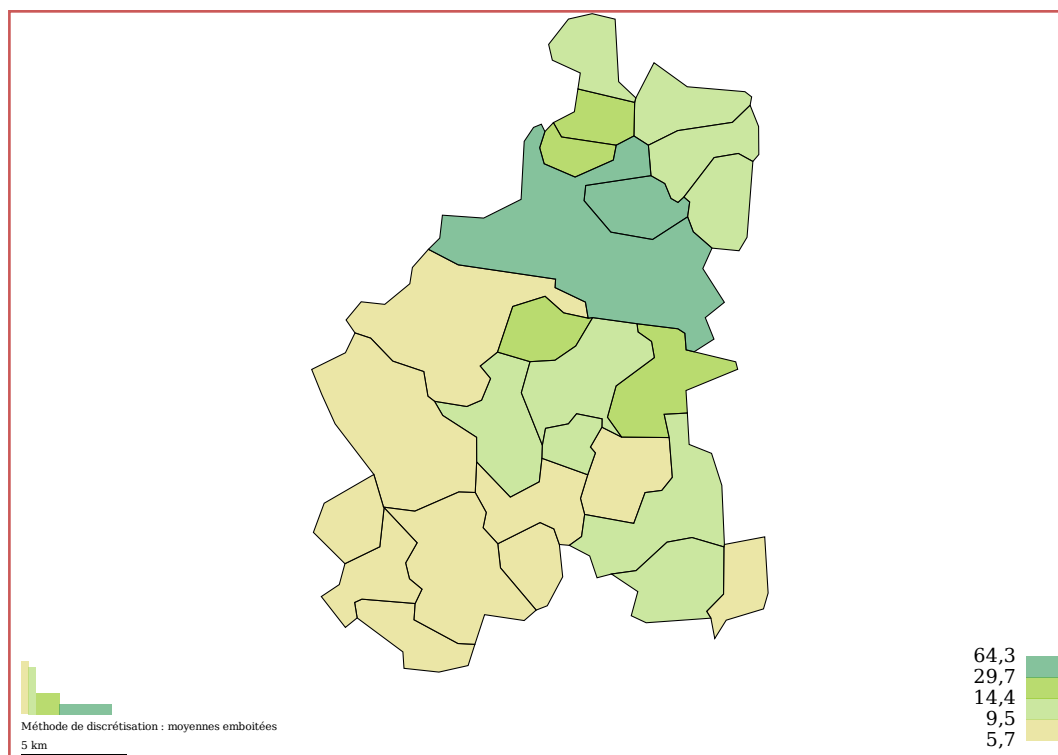 64,3
29,7
14,4
9,5
5,7
Méthode de discrétisation : moyennes emboitées
5 km